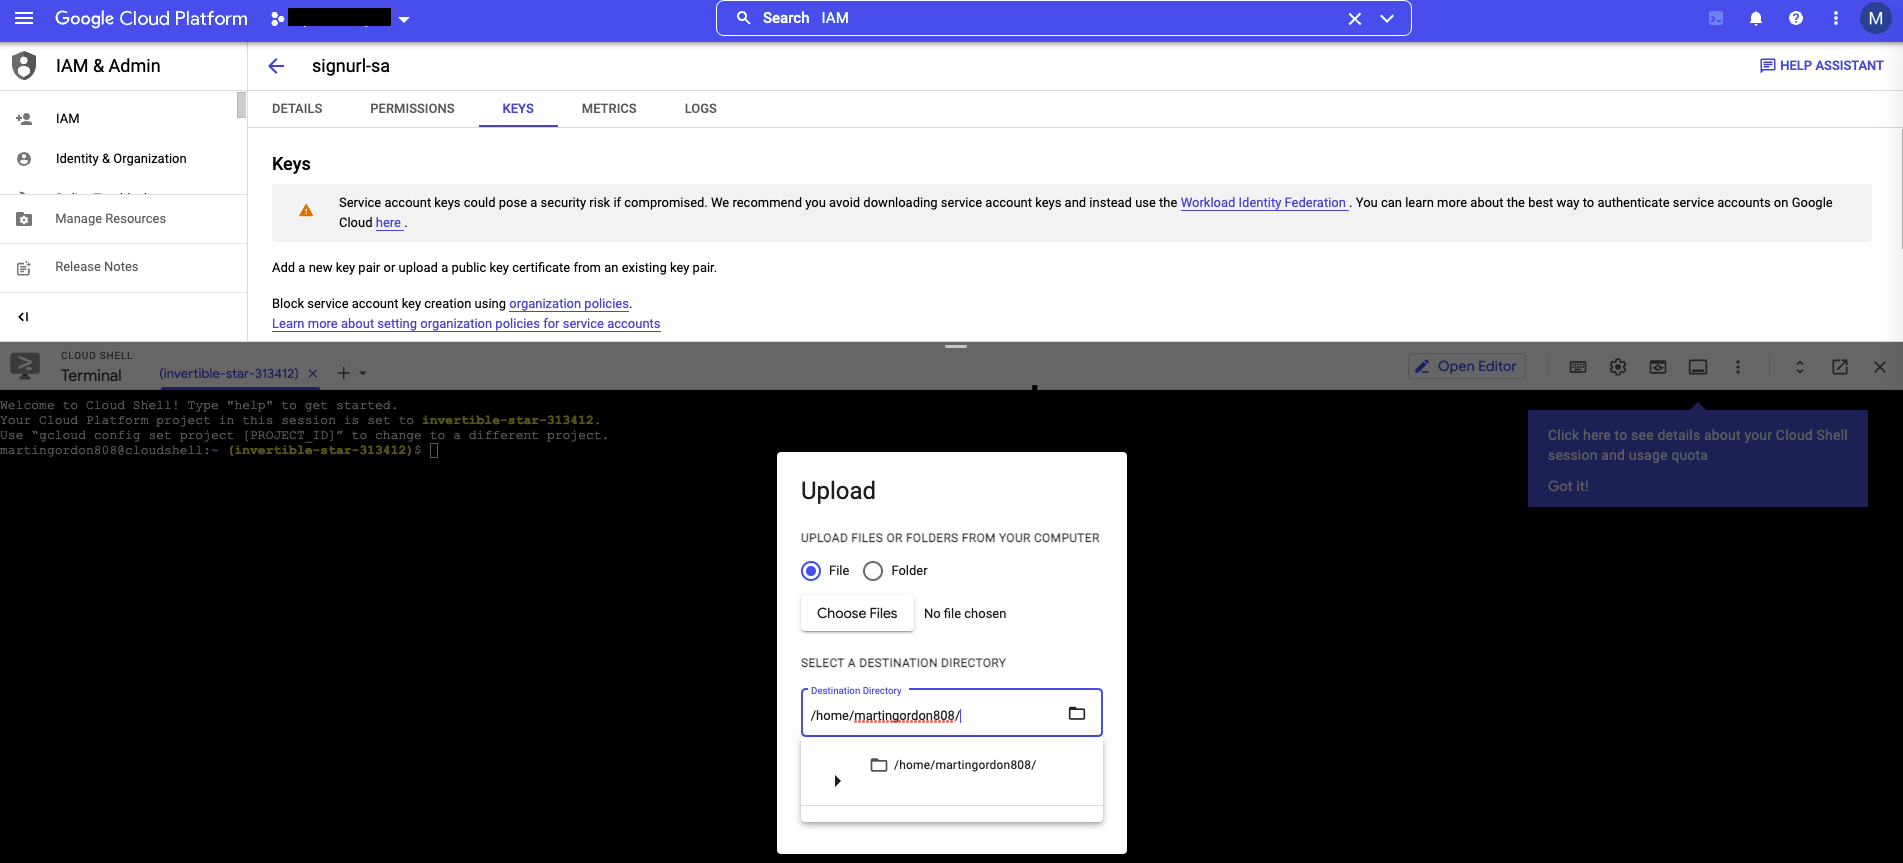 Google Cloud Platform
Search IAM
M
IAM & Admin
signurl-sa
HELP ASSISTANT
IAM
Identity & Organization
Manage Resources
Release Notes
DETAILS PERMISSIONS KEYS METRICS LOGS
Keys
Service account keys could pose a security risk if compromised. We recommend you avoid downloading service account keys and instead use the Workload Identity Federation . You can learn more about the best way to authenticate service accounts on Google
Cloud here .
Add a new key pair or upload a public key certificate from an existing key pair.
Block service account key creation using organization policies.
Learn more about setting organization policies for service accounts
CLOUD SHELL
Terminal
(invertible-star-313412)
Open Editor
Welcome to Cloud Shell! Type "help" to get started.
Your Cloud Platform project in this session is set to invertible-star-313412.
Use “gcloud config set project [PROJECT_ID]” to change to a different project.
martingordon808@cloudshell:~ (invertible-star-313412)$
Click here to see details about your Cloud Shell
session and usage quota
Got it!
Upload
UPLOAD FILES OR FOLDERS FROM YOUR COMPUTER
File Folder
Choose Files No file chosen
SELECT A DESTINATION DIRECTORY
Destination Directory
/home/martingordon808/
/home/martingordon808/